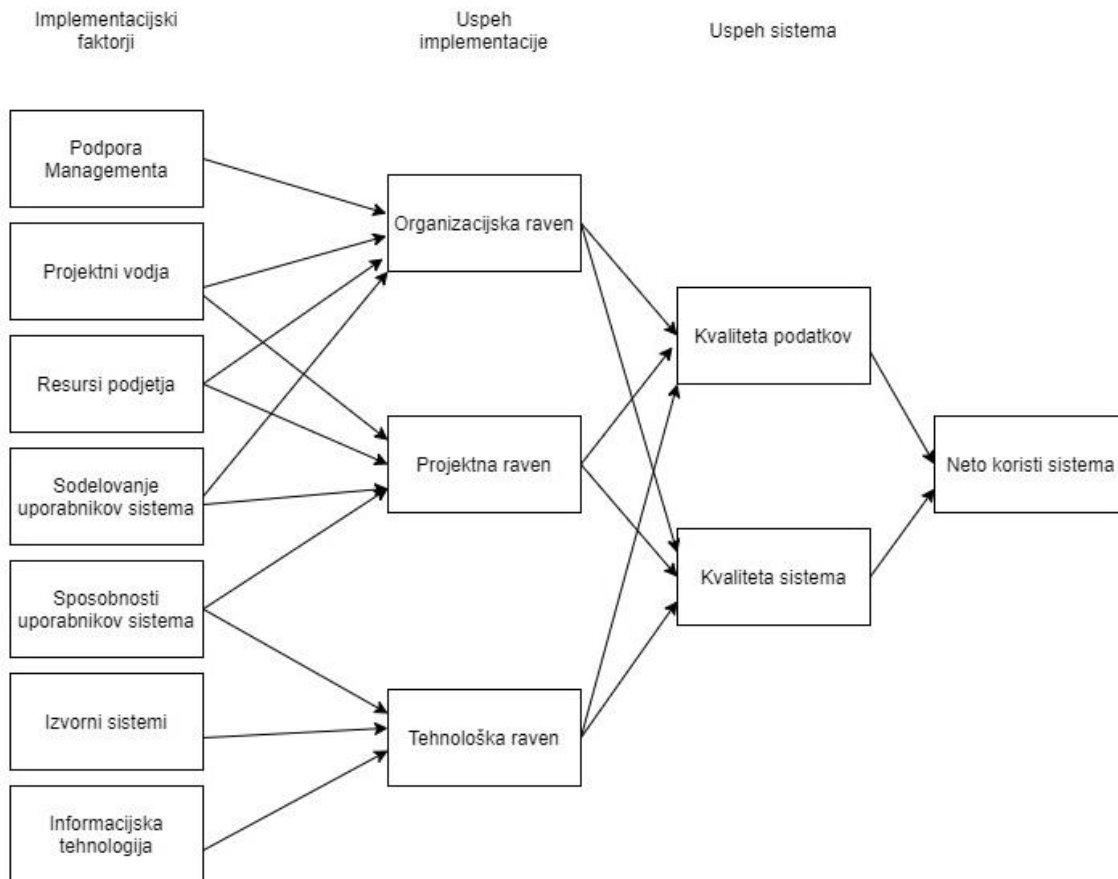 Implementacijski
faktorji
Uspeh
implementacije
Uspeh sistema
Podpora
Managementa
Projektni vodja
Resursi podjetja
Sodelovanje
uporabnikov sistema
Sposobnosti
uporabnikov sistema
Izvorni sistemi
Informacijska
tehnologija
Organizacijska raven
Projektna raven
Tehnološka raven
Kvaliteta podatkov
Kvaliteta sistema
Neto koristi sistema